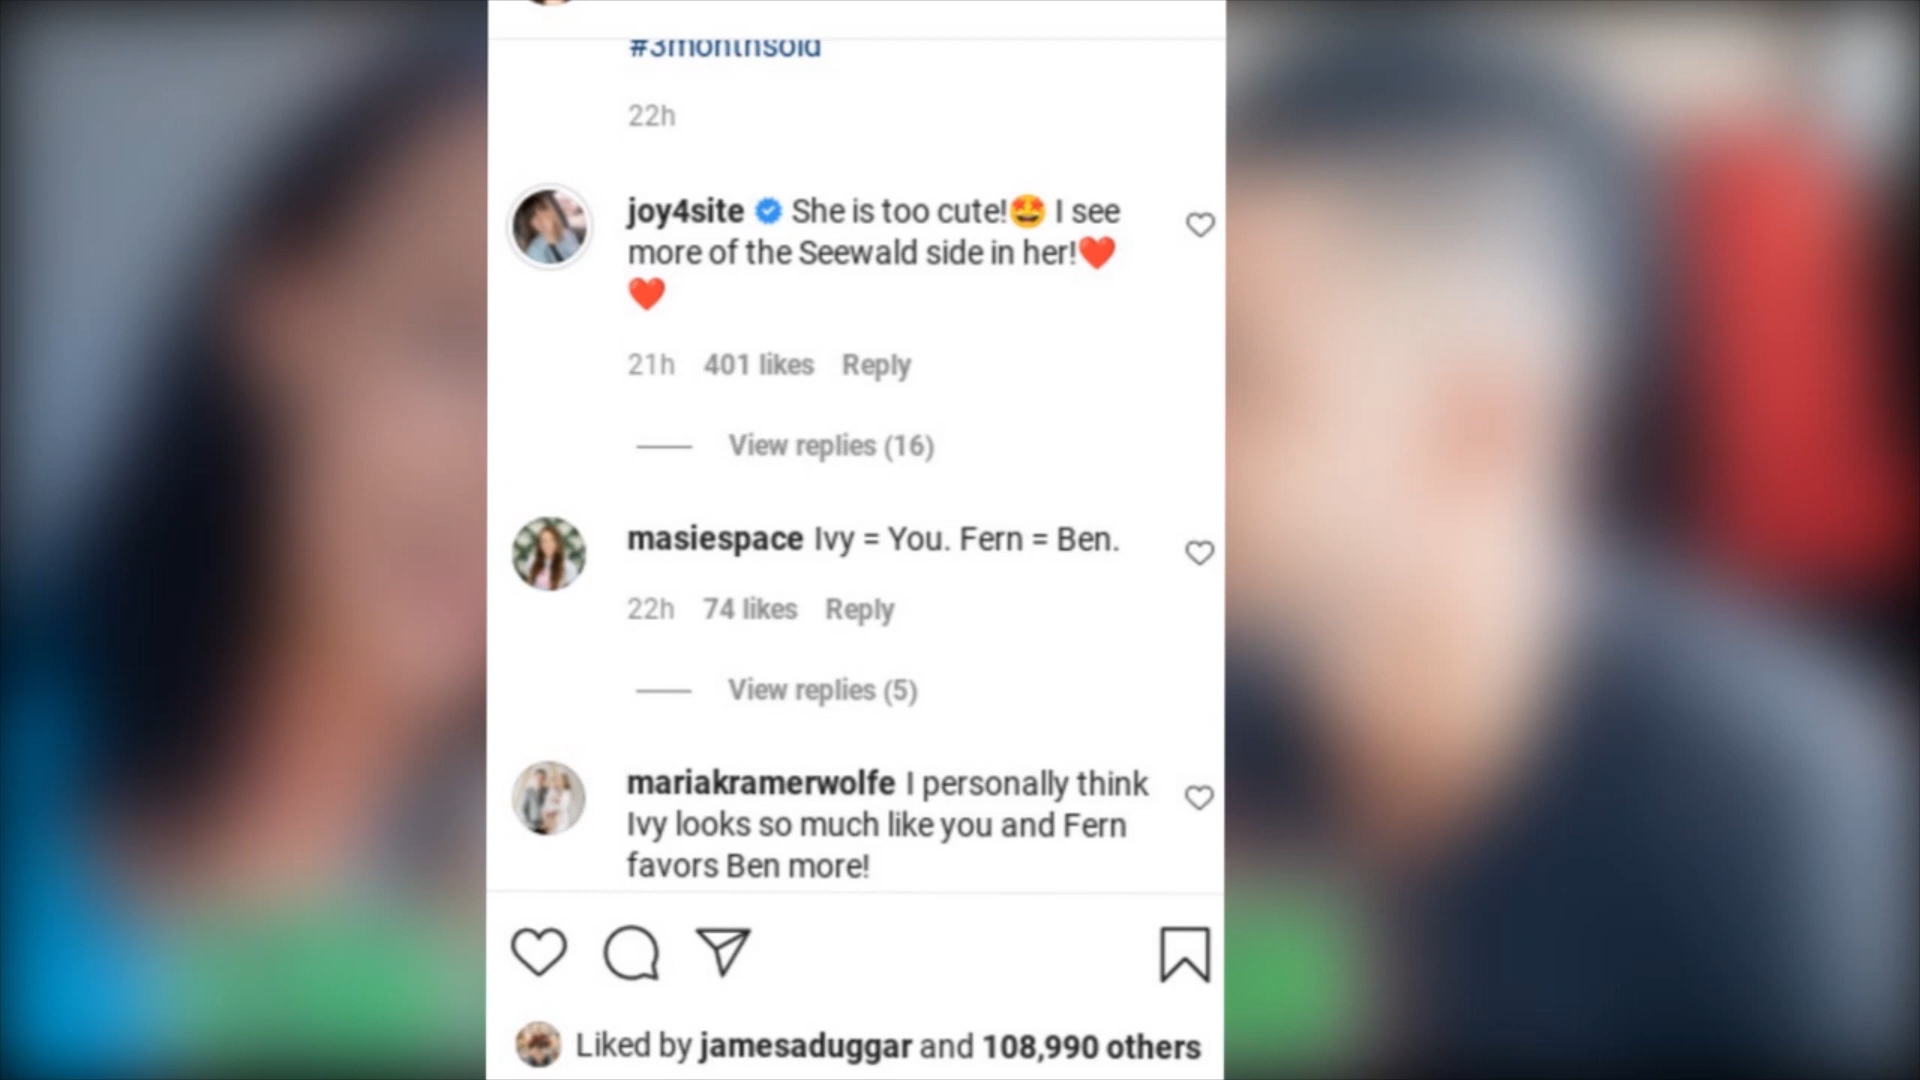 #3monthsold
22h
joy4site She is too cute!🤩 I see
more of the Seewald side in her!❤️
❤️
21h 401 likes Reply
View replies (16)
masiespace Ivy = You. Fern = Ben.
22h 74 likes Reply
View replies (5)
mariakramerwolfe I personally think
Ivy looks so much like you and Fern
favors Ben more!
Liked by jamesaduggar and 108,990 others